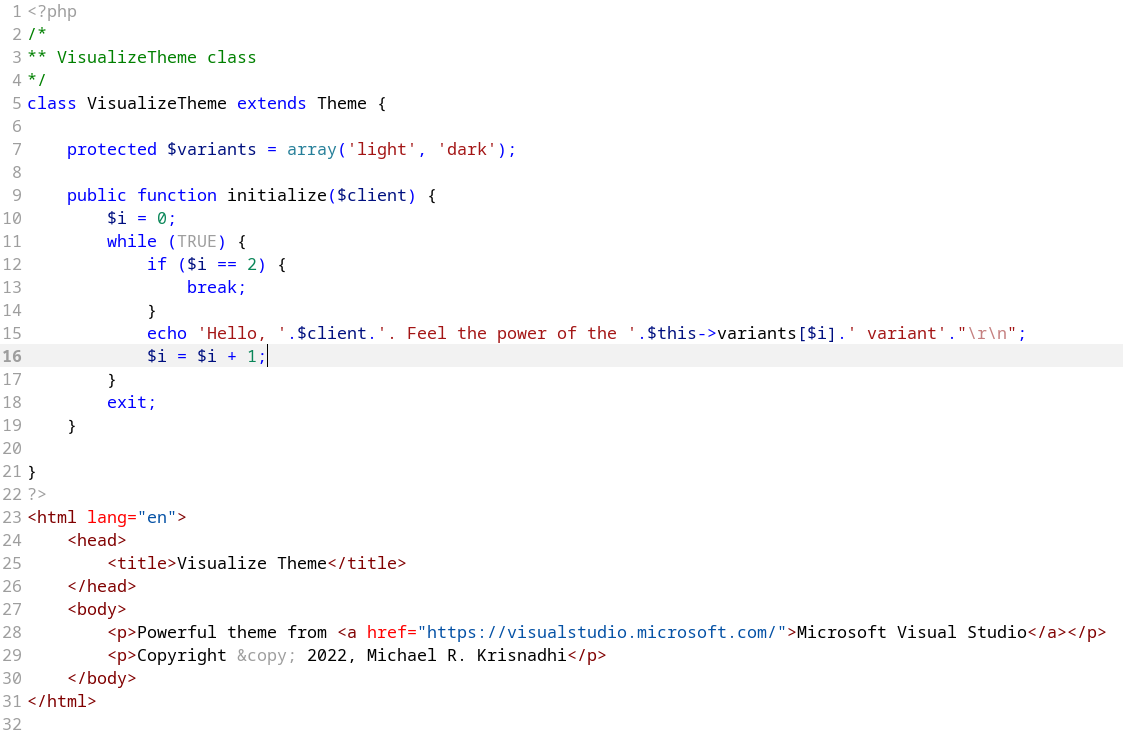 1 <?php
2 /*
3 ** VisualizeTheme class
4 */
5 class VisualizeTheme extends Theme {
6
7     protected $variants = array('light', 'dark');
8
9     public function initialize($client) {
10         $i = 0;
11         while (TRUE) {
12             if ($i == 2) {
13                 break;
14             }
15             echo 'Hello, '.$client.'. Feel the power of the '.$this->variants[$i].' variant'."\r\n";
16             $i = $i + 1;
17         }
18         exit;
19     }
20
21 }
22 ?>
23 <html lang="en">
24     <head>
25         <title>Visualize Theme</title>
26     </head>
27     <body>
28         <p>Powerful theme from <a href="https://visualstudio.microsoft.com/">Microsoft Visual Studio</a></p>
29         <p>Copyright &copy; 2022, Michael R. Krisnadhi</p>
30     </body>
31 </html>
32